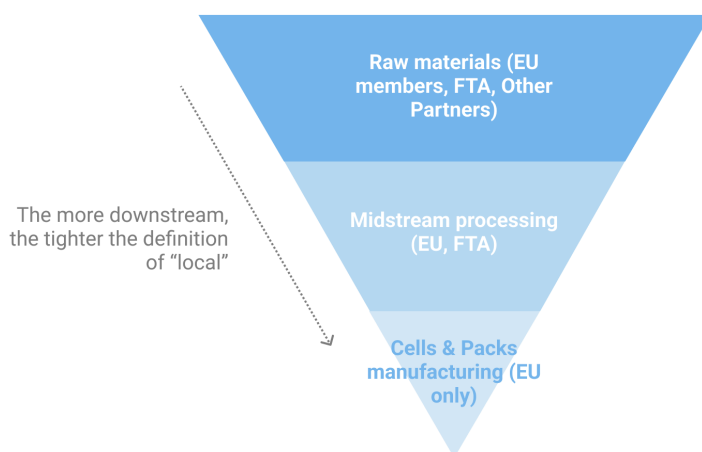 Raw materials (EU
members, FTA, Other
Partners)
The more downstream,
the tighter the definition
of “local”
Midstream processing
(EU, FTA)
Cells & Packs
manufacturing (EU
only)